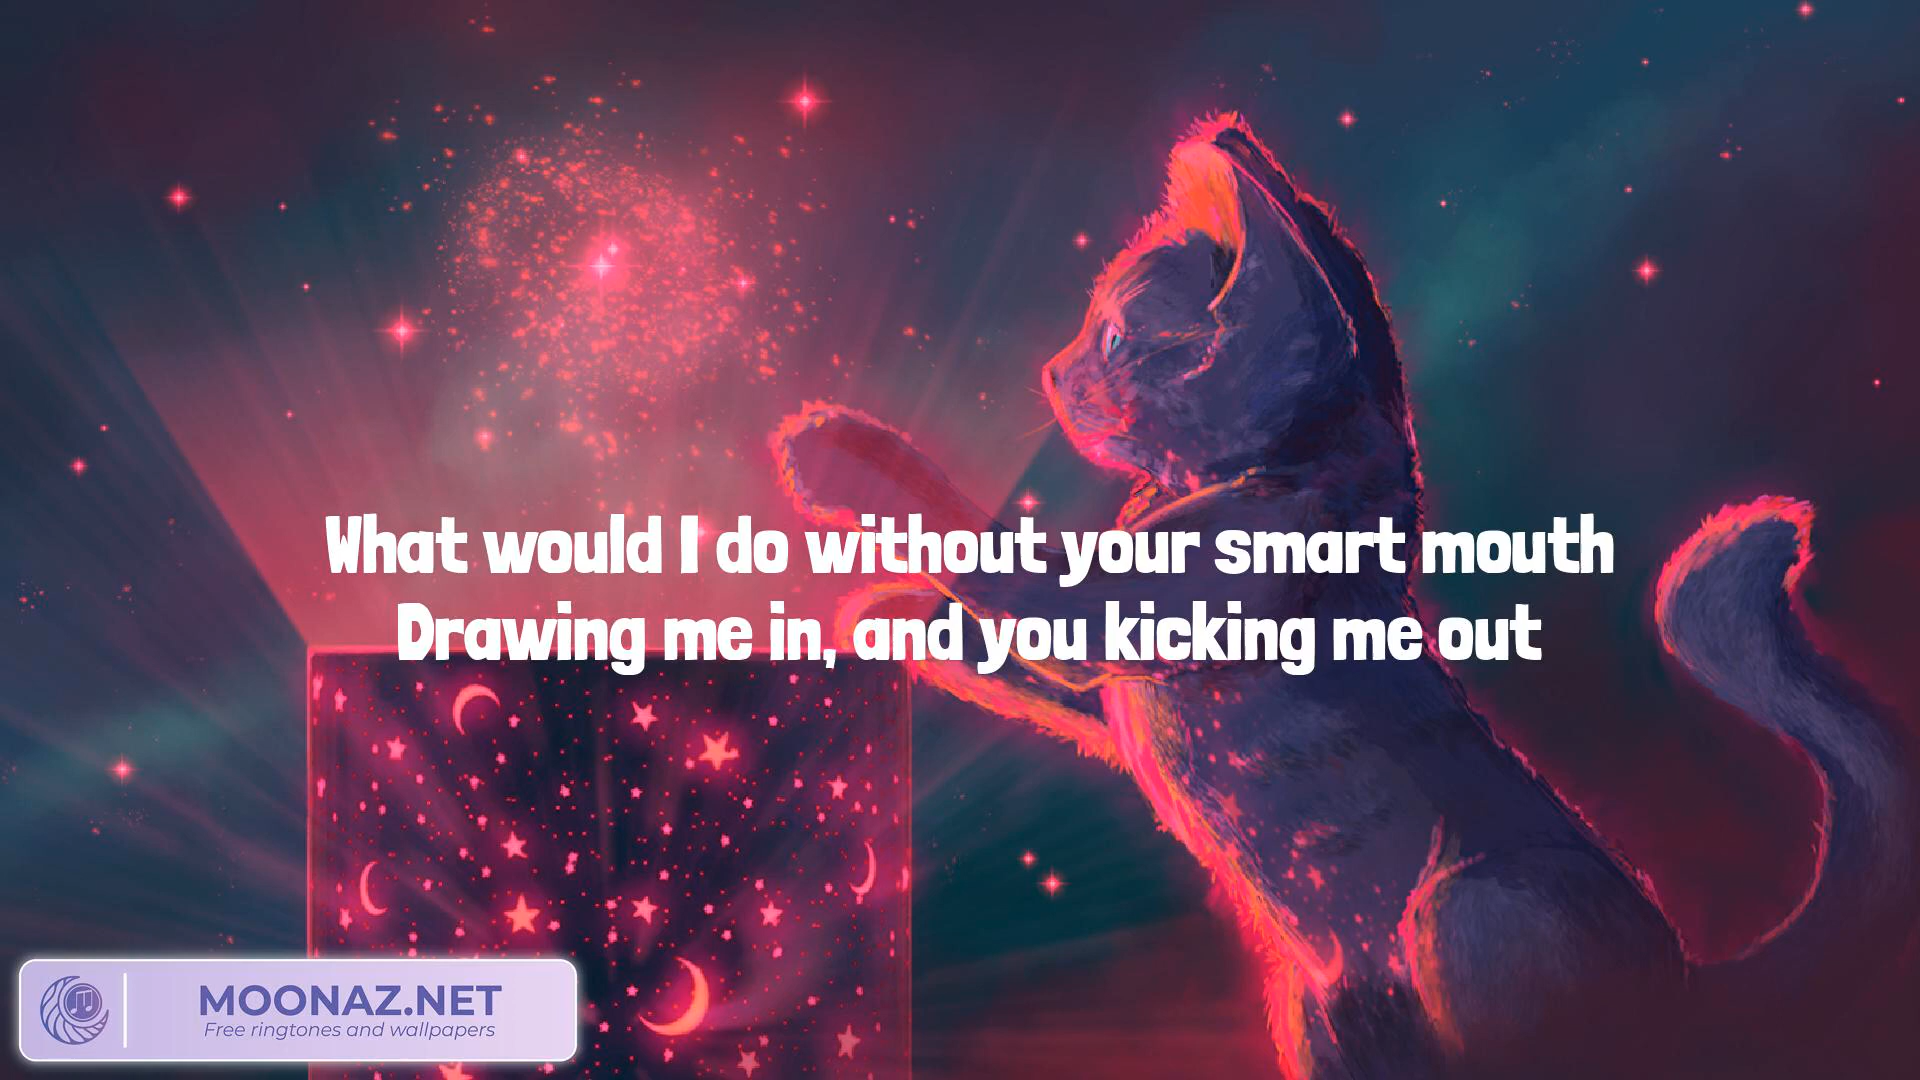 What would I do without your smart mouth
Drawing me in, and you kicking me out
MOONAZ.NET
Free ringtones and wallpapers